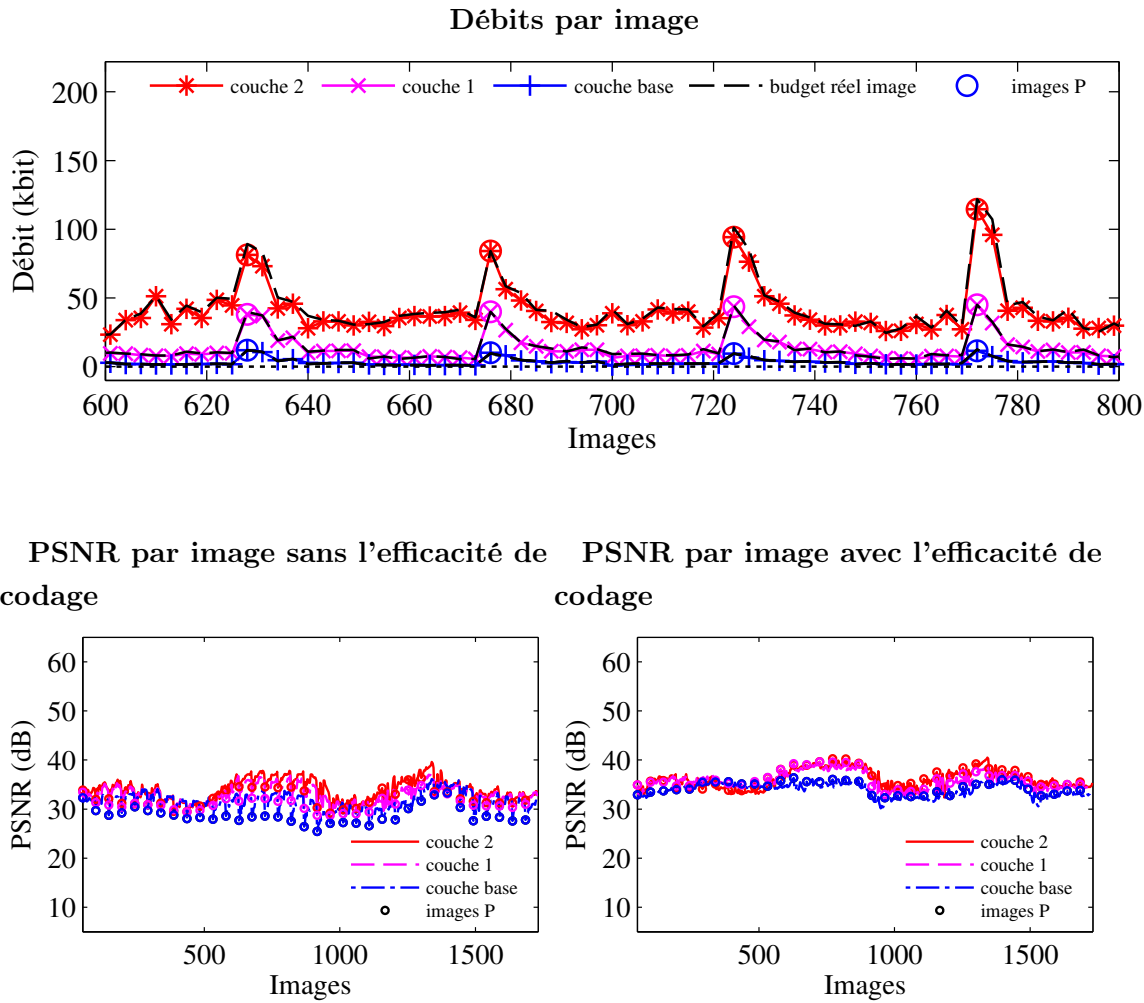 Débits par image
couche 2 couche 1 couche base budget réel image images P
200
150
100
50
0
Débit (kbit)
600 620 640 660 680 700 720 740 760 780 800
Images
PSNR par image sans l'efficacité de
codage
60
50
40
30
20
10
PSNR (dB)
couche 2
couche 1
couche base
images P
500 1000 1500
Images
PSNR par image avec l'efficacité de
codage
60
50
40
30
20
10
PSNR (dB)
couche 2
couche 1
couche base
images P
500 1000 1500
Images